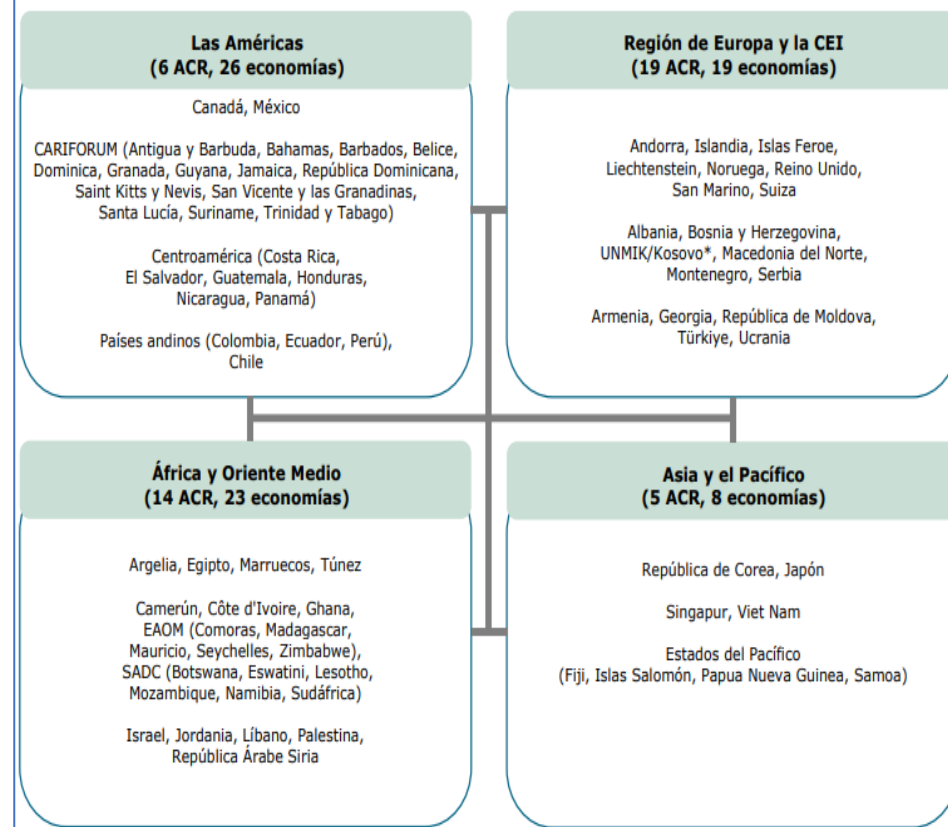 Las Américas
(6 ACR, 26 economías)
Canadá, México
CARIFORUM (Antigua y Barbuda, Bahamas, Barbados, Belice,
Dominica, Granada, Guyana, Jamaica, República Dominicana,
Saint Kitts y Nevis, San Vicente y las Granadinas,
Santa Lucía, Suriname, Trinidad y Tabago)
Centroamérica (Costa Rica,
El Salvador, Guatemala, Honduras,
Nicaragua, Panamá)
Países andinos (Colombia, Ecuador, Perú),
Chile
Región de Europa y la CEI
(19 ACR, 19 economías)
Andorra, Islandia, Islas Feroe,
Liechtenstein, Noruega, Reino Unido,
San Marino, Suiza
Albania, Bosnia y Herzegovina,
UNMIK/Kosovo*, Macedonia del Norte,
Montenegro, Serbia
Armenia, Georgia, República de Moldova,
Türkiye, Ucrania
África y Oriente Medio
(14 ACR, 23 economías)
Argelia, Egipto, Marruecos, Túnez
Camerún, Côte d'Ivoire, Ghana,
EAOM (Comoras, Madagascar,
Mauricio, Seychelles, Zimbabwe),
SADC (Botswana, Eswatini, Lesotho,
Mozambique, Namibia, Sudáfrica)
Israel, Jordania, Líbano, Palestina,
República Árabe Siria
Asia y el Pacífico
(5 ACR, 8 economías)
República de Corea, Japón
Singapur, Viet Nam
Estados del Pacífico
(Fiji, Islas Salomón, Papua Nueva Guinea, Samoa)